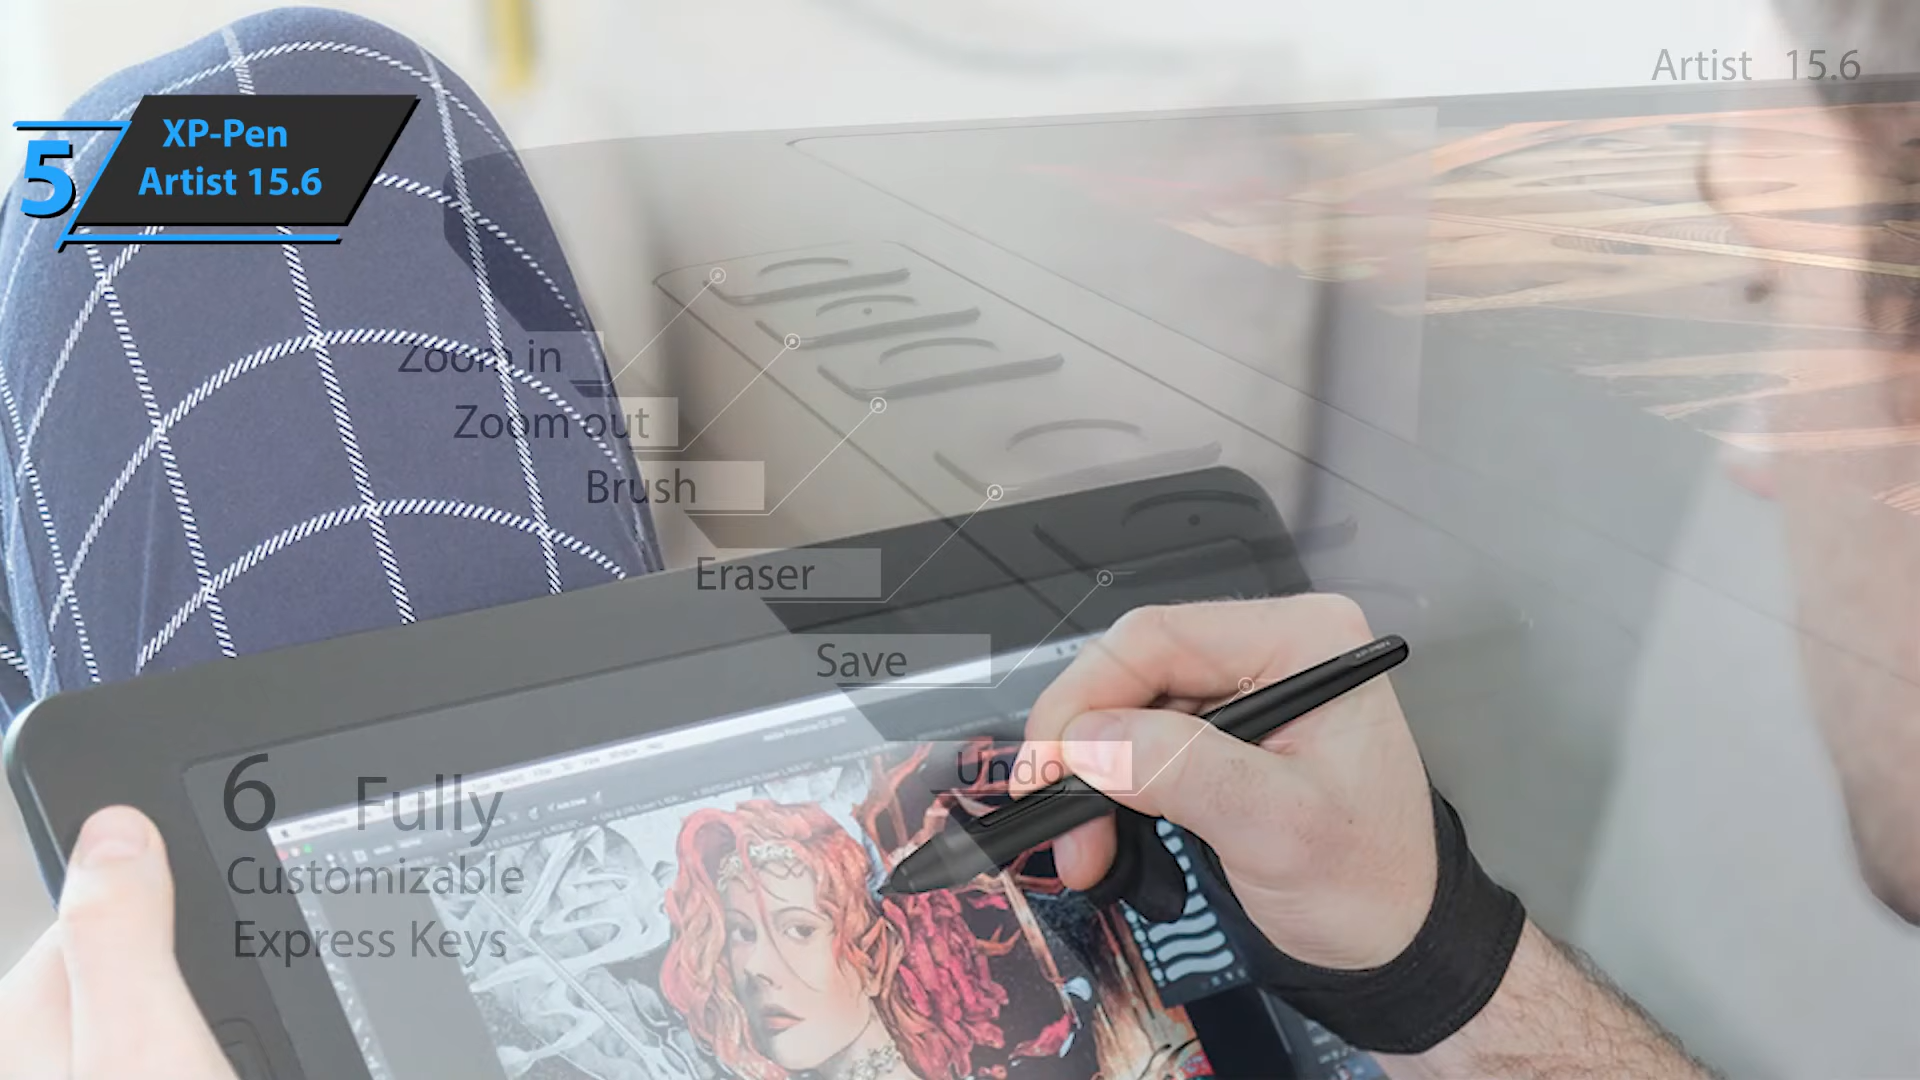 Artist 15.6
5
XP-Pen
Artist 15.6
Zoom in
Zoom out
Brush
Eraser
Save
Undo
6 Fully
Customizable
Express Keys